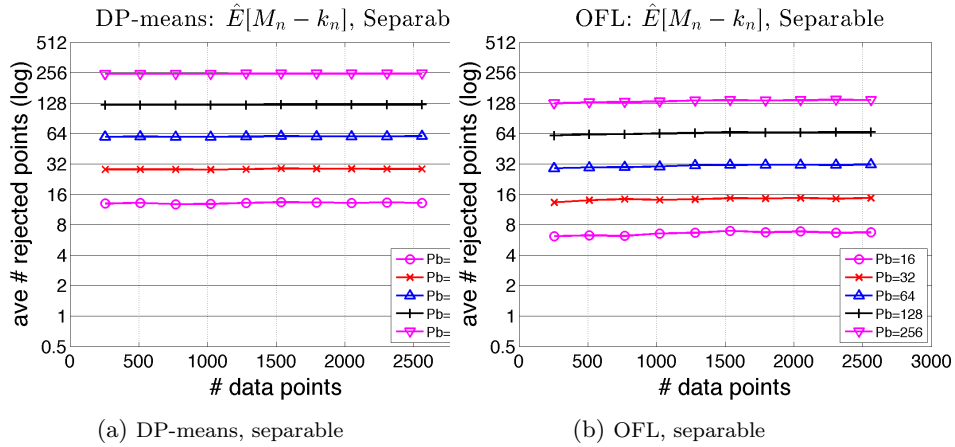 DP-means: Ê[Mₙ − kₙ], Separab
512
256
128
64
32
16
8
4
2
1
0.5
ave # rejected points (log)
0 500 1000 1500 2000 2500
# data points
Pb=
Pb=
Pb=
Pb=
Pb=
(a) DP-means, separable
OFL: Ê[Mₙ − kₙ], Separable
512
256
128
64
32
16
8
4
2
1
0.5
ave # rejected points (log)
0 500 1000 1500 2000 2500 3000
# data points
Pb=16
Pb=32
Pb=64
Pb=128
Pb=256
(b) OFL, separable